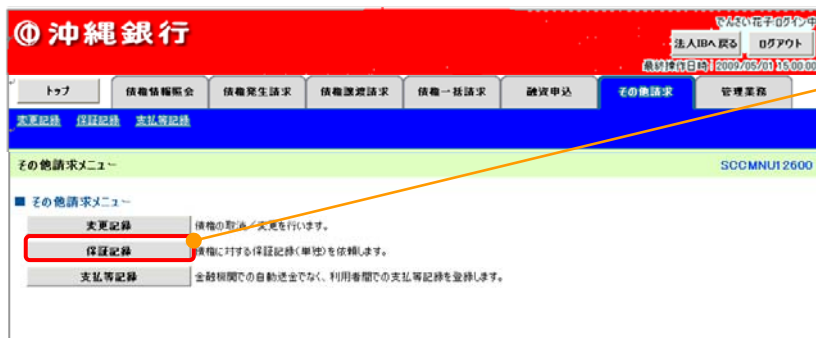 沖縄銀行
でんさい花子ログイン中
法人IBへ戻る ログアウト
最終操作日時 2009/05/01 15:00:00
トップ 債権情報照会 債権発生請求 債権譲渡請求 債権一括請求 融資申込 その他請求 管理業務
変更記録 保証記録 支払等記録
その他請求メニュー SCCMNU12600
■ その他請求メニュー
変更記録 債権の取消／変更を行います。
保証記録 債権に対する保証記録(単独)を依頼します。
支払等記録 金融機関での自動送金でなく、利用者間での支払等記録を登録します。